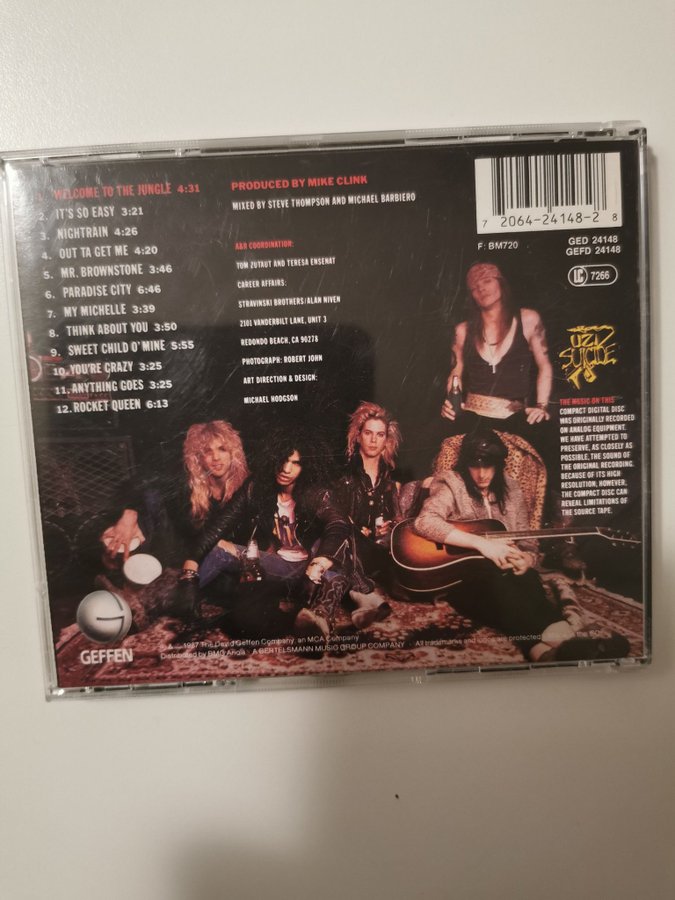 1. WELCOME TO THE JUNGLE 4:31
2. IT'S SO EASY 3:21
3. NIGHTRAIN 4:26
4. OUT TA GET ME 4:20
5. MR. BROWNSTONE 3:46
6. PARADISE CITY 6:46
7. MY MICHELLE 3:39
8. THINK ABOUT YOU 3:50
9. SWEET CHILD O' MINE 5:55
10. YOU'RE CRAZY 3:25
11. ANYTHING GOES 3:25
12. ROCKET QUEEN 6:13
PRODUCED BY MIKE CLINK
MIXED BY STEVE THOMPSON AND MICHAEL BARBIERO
A&R COORDINATION:
TOM ZUTAUT AND TERESA ENSENAT
CAREER AFFAIRS:
STRAVINSKI BROTHERS/ALAN NIVEN
2101 VANDERBILT LANE, UNIT 3
REDONDO BEACH, CA 90278
PHOTOGRAPH: ROBERT JOHN
ART DIRECTION & DESIGN:
MICHAEL HODGSON
7 2064-24148-2 8
F: BM720
GED 24148
GEFD 24148
LC 7266
UZI
SUICIDE
THE MUSIC ON THIS
COMPACT DIGITAL DISC
WAS ORIGINALLY RECORDED
ON ANALOG EQUIPMENT.
WE HAVE ATTEMPTED TO
PRESERVE, AS CLOSELY AS
POSSIBLE, THE SOUND OF
THE ORIGINAL RECORDING.
BECAUSE OF ITS HIGH
RESOLUTION, HOWEVER,
THE COMPACT DISC CAN
REVEAL LIMITATIONS OF
THE SOURCE TAPE.
GEFFEN
1987 The David Geffen Company, an MCA Company
Distributed by BMG Ariola · A BERTELSMANN MUSIC GROUP COMPANY · All trademarks and logos are protected